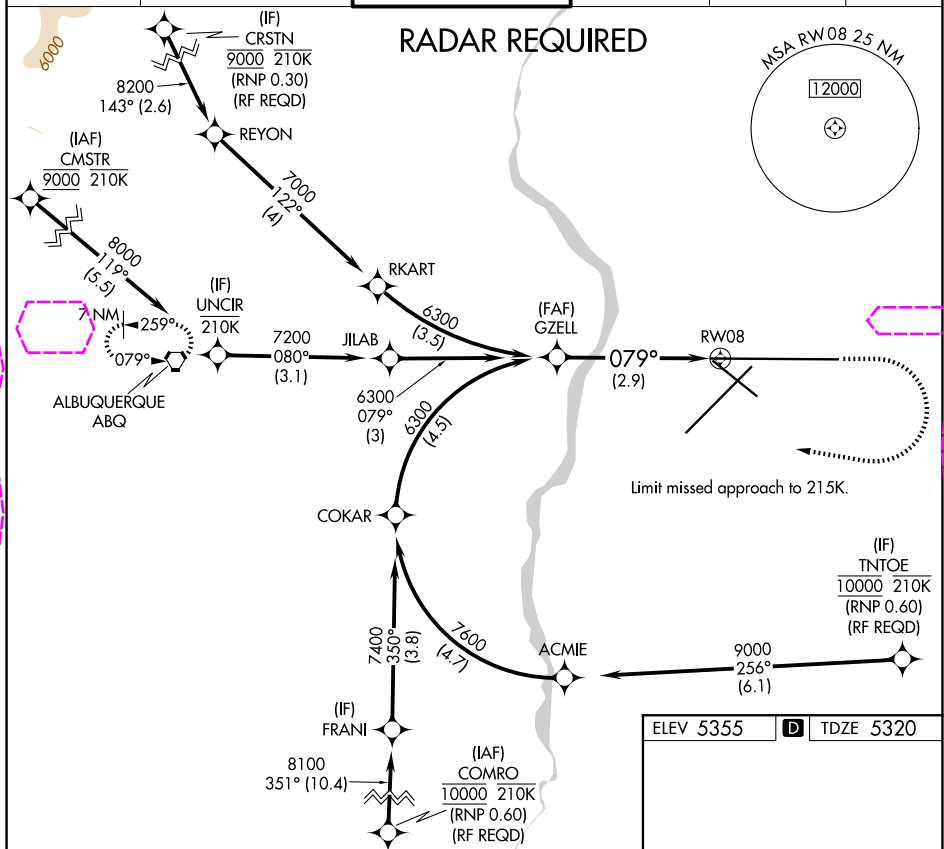 RADAR REQUIRED
6000
(IF)
CRSTN
9000 210K
(RNP 0.30)
(RF REQD)
8200
143° (2.6)
REYON
MSA RW08 25 NM
12000
(IAF)
CMSTR
9000 210K
8000
119°
(5.5)
7000
122°
(4)
RKART
6300
(3.5)
(IF)
UNCIR
210K
7 NM
259°
079°
ALBUQUERQUE
ABQ
7200
080°
(3.1)
JILAB
6300
079°
(3)
(FAF)
GZELL
079°
(2.9)
RW08
6300
(4.5)
Limit missed approach to 215K.
COKAR
(IF)
TNTOE
10000 210K
(RNP 0.60)
(RF REQD)
7400
350°
(3.8)
7600
(4.7)
ACMIE
9000
256°
(6.1)
(IF)
FRANI
8100
351° (10.4)
(IAF)
COMRO
10000 210K
(RNP 0.60)
(RF REQD)
ELEV 5355 D TDZE 5320